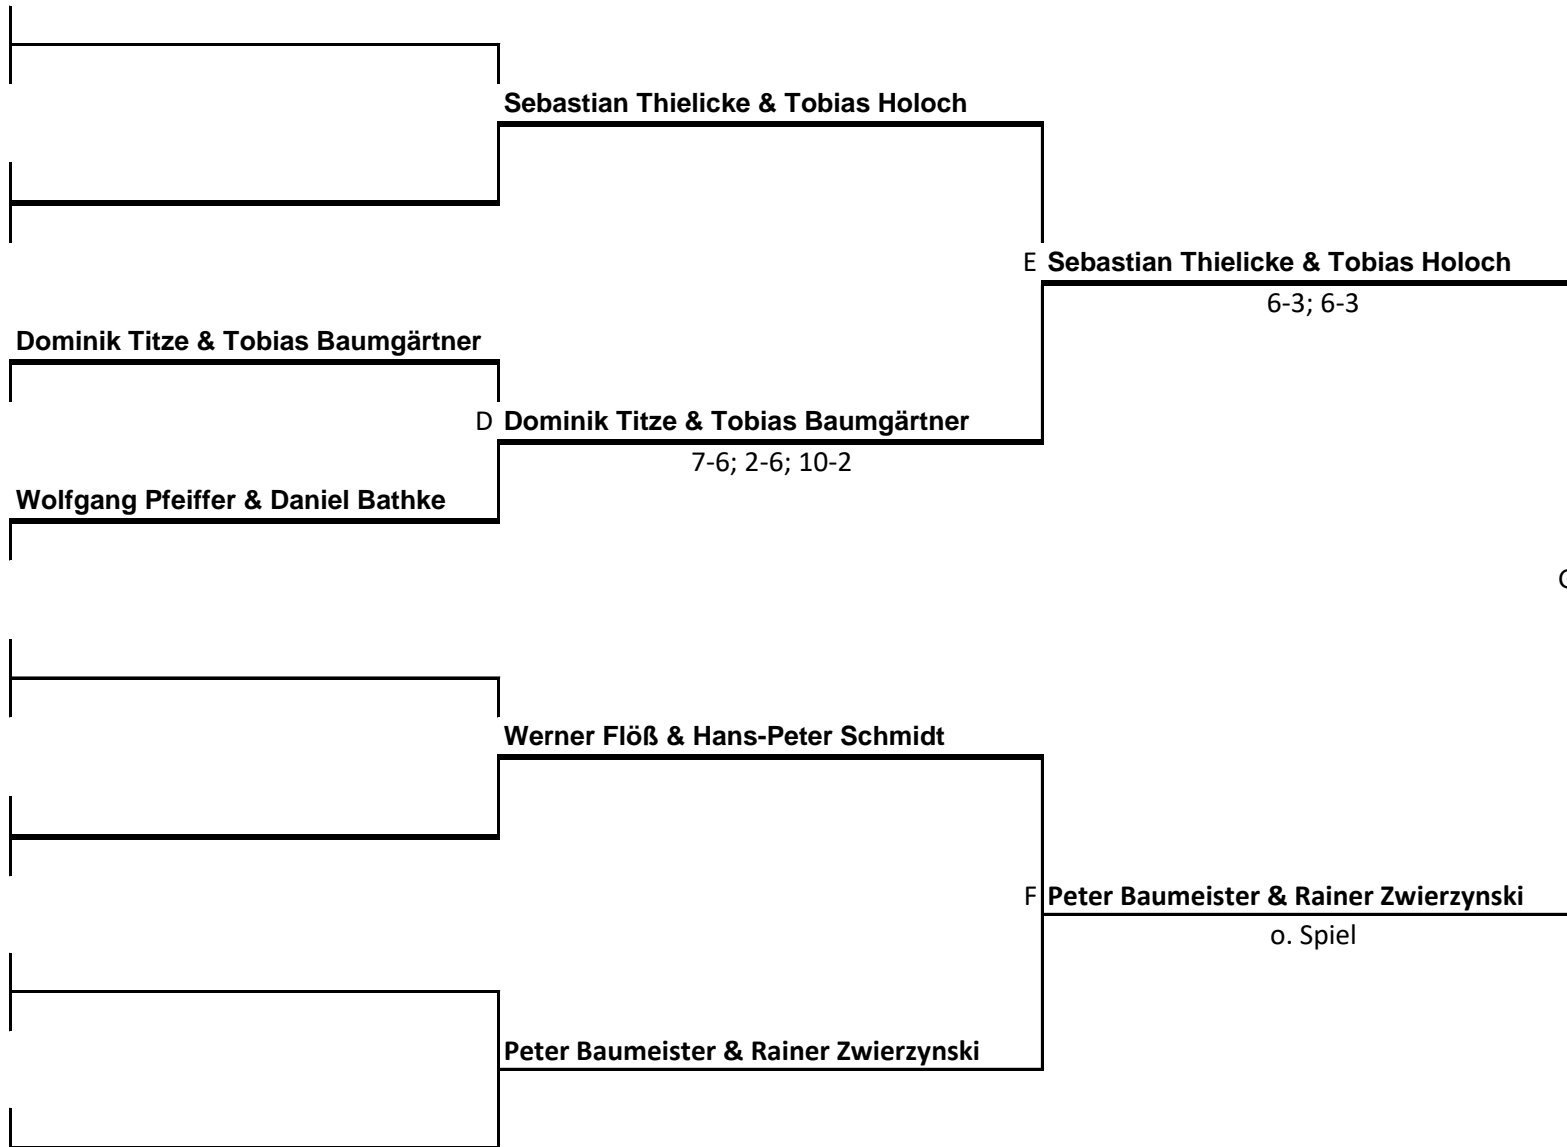 Sebastian Thielicke & Tobias Holoch
E Sebastian Thielicke & Tobias Holoch
6-3; 6-3
Dominik Titze & Tobias Baumgärtner
D Dominik Titze & Tobias Baumgärtner
7-6; 2-6; 10-2
Wolfgang Pfeiffer & Daniel Bathke
Werner Flöß & Hans-Peter Schmidt
F Peter Baumeister & Rainer Zwierzynski
o. Spiel
Peter Baumeister & Rainer Zwierzynski